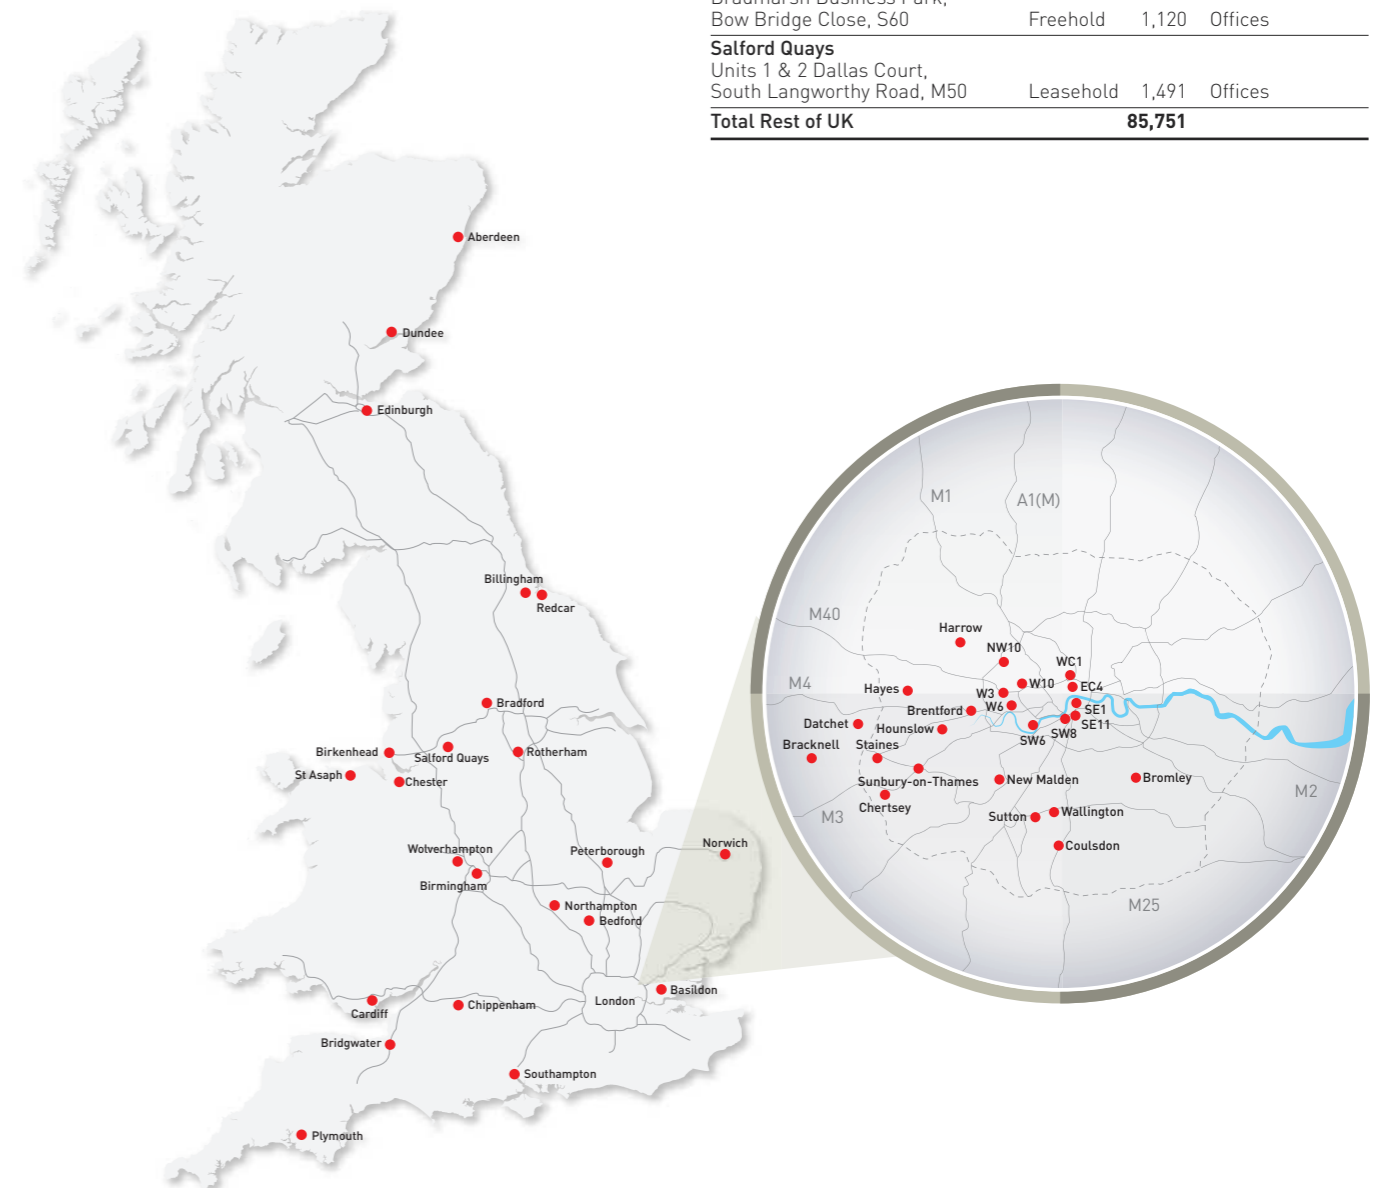 Bradmarsh Business Park,
Bow Bridge Close, S60 Freehold 1,120 Offices
Salford Quays
Units 1 & 2 Dallas Court,
South Langworthy Road, M50 Leasehold 1,491 Offices
Total Rest of UK 85,751
Aberdeen
Dundee
Edinburgh
Billingham
Redcar
Bradford
Birkenhead
Salford Quays
Rotherham
St Asaph
Chester
Wolverhampton
Birmingham
Peterborough
Norwich
Northampton
Bedford
London
Basildon
Cardiff
Chippenham
Bridgwater
Southampton
Plymouth
M1
A1(M)
M40
Harrow
NW10
WC1
M4
Hayes
W3
W10
EC4
W6
Brentford
SE1
Datchet
Hounslow
SW6
SW8
SE11
Bracknell
Staines
Sunbury-on-Thames
New Malden
Bromley
Chertsey
M3
Sutton
Wallington
M2
Coulsdon
M25